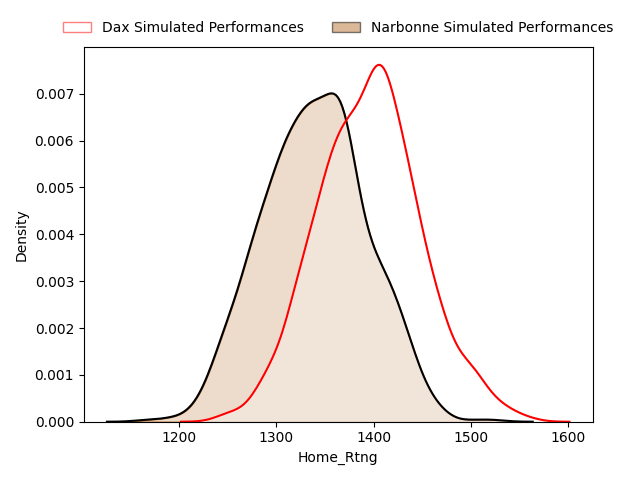 Dax Simulated Performances
Narbonne Simulated Performances
0.007
0.006
0.005
0.004
0.003
0.002
0.001
0.000
Density
1200 1300 1400 1500 1600
Home_Rtng